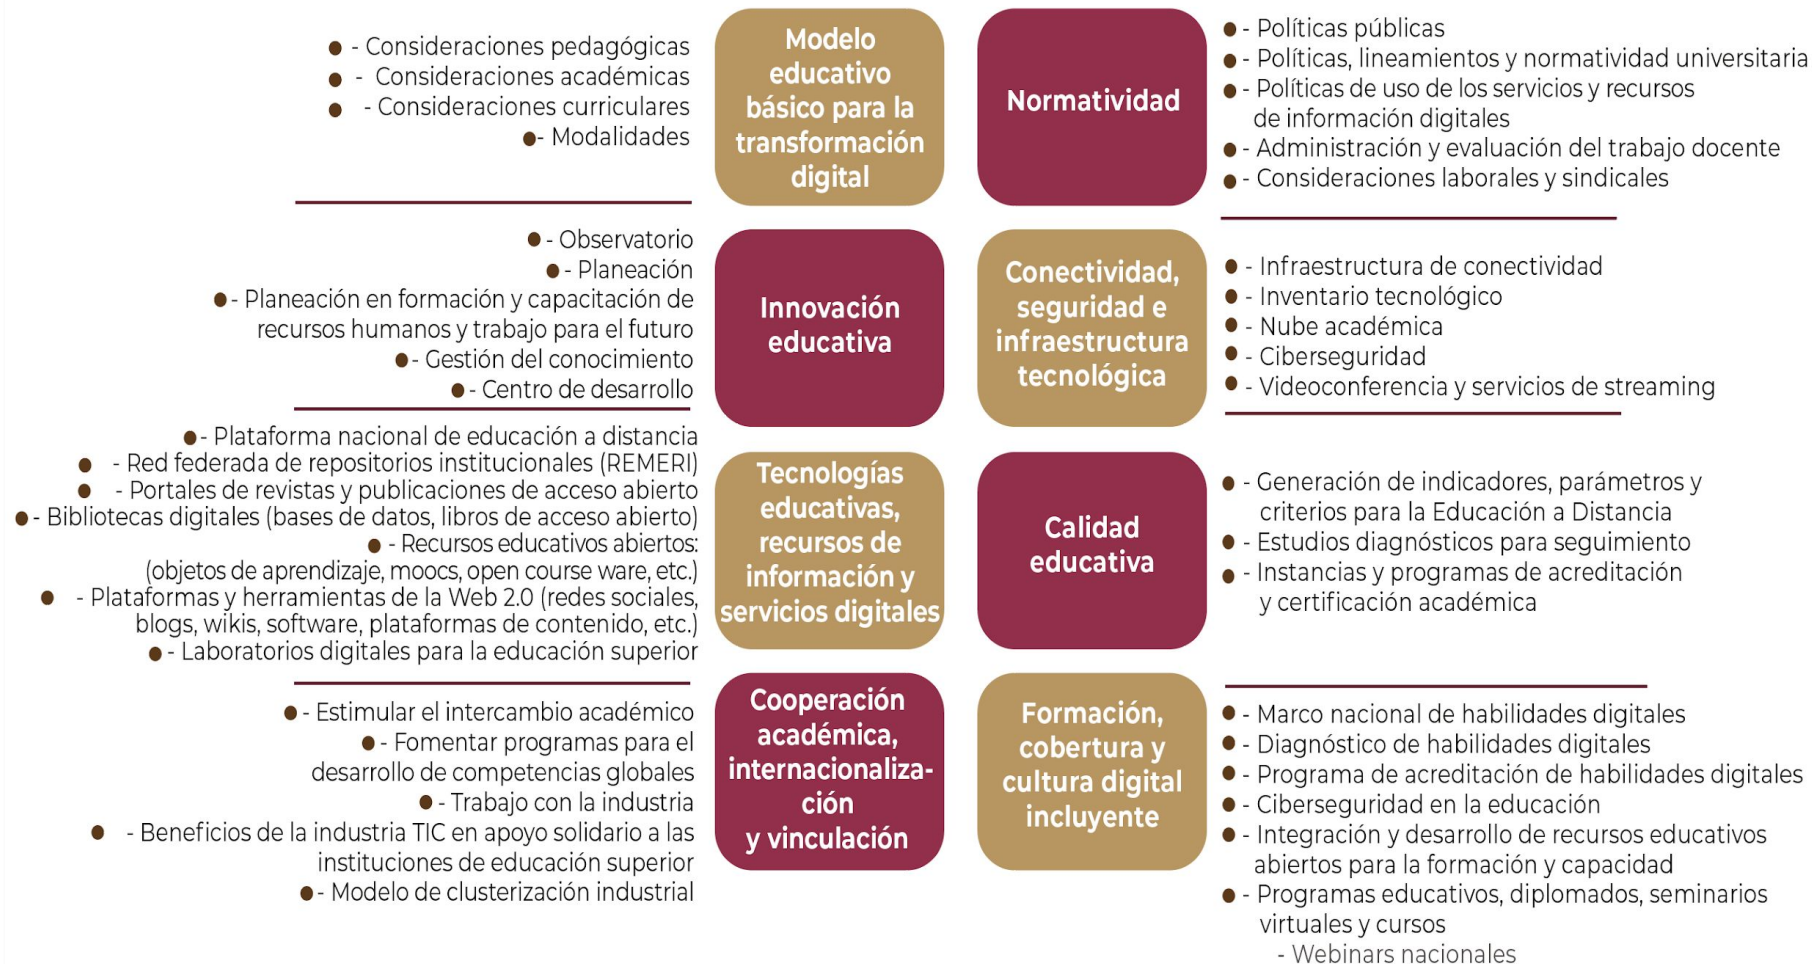 Modelo
educativo
básico para la
transformación
digital
- Consideraciones pedagógicas
- Consideraciones académicas
- Consideraciones curriculares
- Modalidades
Normatividad
- Políticas públicas
- Políticas, lineamientos y normatividad universitaria
- Políticas de uso de los servicios y recursos
de información digitales
- Administración y evaluación del trabajo docente
- Consideraciones laborales y sindicales
Innovación
educativa
- Observatorio
- Planeación
- Planeación en formación y capacitación de
recursos humanos y trabajo para el futuro
- Gestión del conocimiento
- Centro de desarrollo
Conectividad,
seguridad e
infraestructura
tecnológica
- Infraestructura de conectividad
- Inventario tecnológico
- Nube académica
- Ciberseguridad
- Videoconferencia y servicios de streaming
Tecnologías
educativas,
recursos de
información y
servicios digitales
- Plataforma nacional de educación a distancia
- Red federada de repositorios institucionales (REMERI)
- Portales de revistas y publicaciones de acceso abierto
- Bibliotecas digitales (bases de datos, libros de acceso abierto)
- Recursos educativos abiertos:
(objetos de aprendizaje, moocs, open course ware, etc.)
- Plataformas y herramientas de la Web 2.0 (redes sociales,
blogs, wikis, software, plataformas de contenido, etc.)
- Laboratorios digitales para la educación superior
Calidad
educativa
- Generación de indicadores, parámetros y
criterios para la Educación a Distancia
- Estudios diagnósticos para seguimiento
- Instancias y programas de acreditación
y certificación académica
Cooperación
académica,
internacionaliza-
ción
y vinculación
- Estimular el intercambio académico
- Fomentar programas para el
desarrollo de competencias globales
- Trabajo con la industria
- Beneficios de la industria TIC en apoyo solidario a las
instituciones de educación superior
- Modelo de clusterización industrial
Formación,
cobertura y
cultura digital
incluyente
- Marco nacional de habilidades digitales
- Diagnóstico de habilidades digitales
- Programa de acreditación de habilidades digitales
- Ciberseguridad en la educación
- Integración y desarrollo de recursos educativos
abiertos para la formación y capacidad
- Programas educativos, diplomados, seminarios
virtuales y cursos
- Webinars nacionales